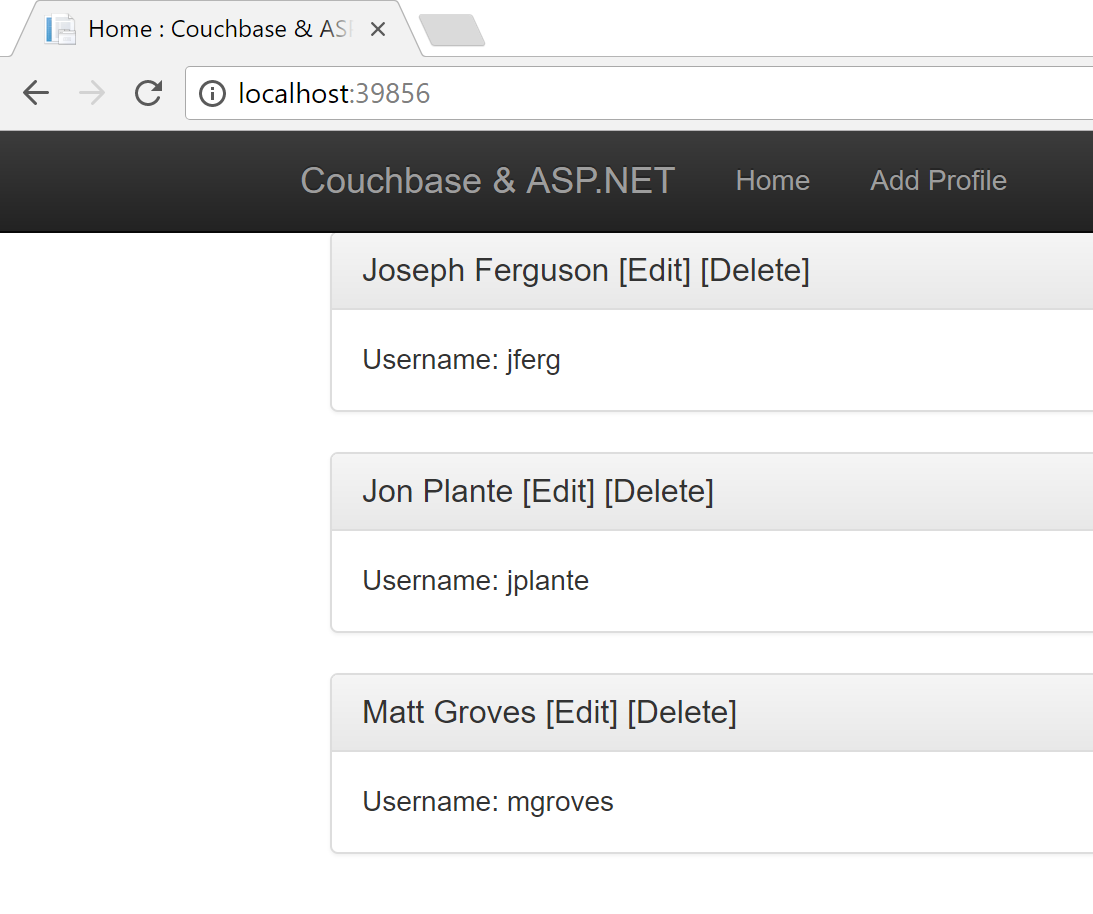 Home : Couchbase & AS
localhost:39856
Couchbase & ASP.NET Home Add Profile
Joseph Ferguson [Edit] [Delete]
Username: jferg
Jon Plante [Edit] [Delete]
Username: jplante
Matt Groves [Edit] [Delete]
Username: mgroves